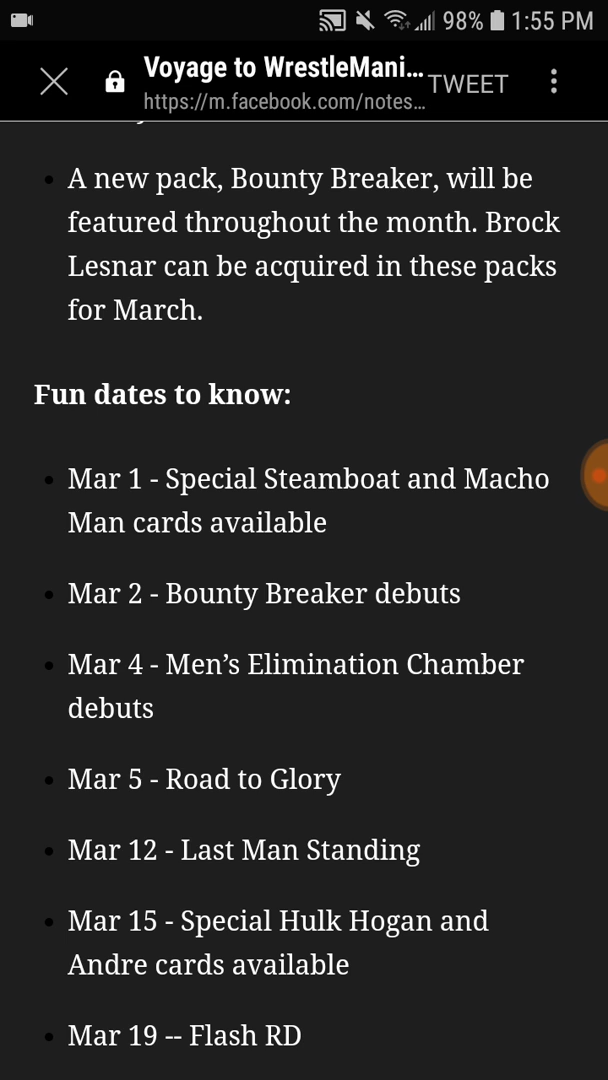 98% 1:55 PM
Voyage to WrestleMani... TWEET
https://m.facebook.com/notes...
• A new pack, Bounty Breaker, will be
featured throughout the month. Brock
Lesnar can be acquired in these packs
for March.
Fun dates to know:
• Mar 1 - Special Steamboat and Macho
Man cards available
• Mar 2 - Bounty Breaker debuts
• Mar 4 - Men’s Elimination Chamber
debuts
• Mar 5 - Road to Glory
• Mar 12 - Last Man Standing
• Mar 15 - Special Hulk Hogan and
Andre cards available
• Mar 19 -- Flash RD